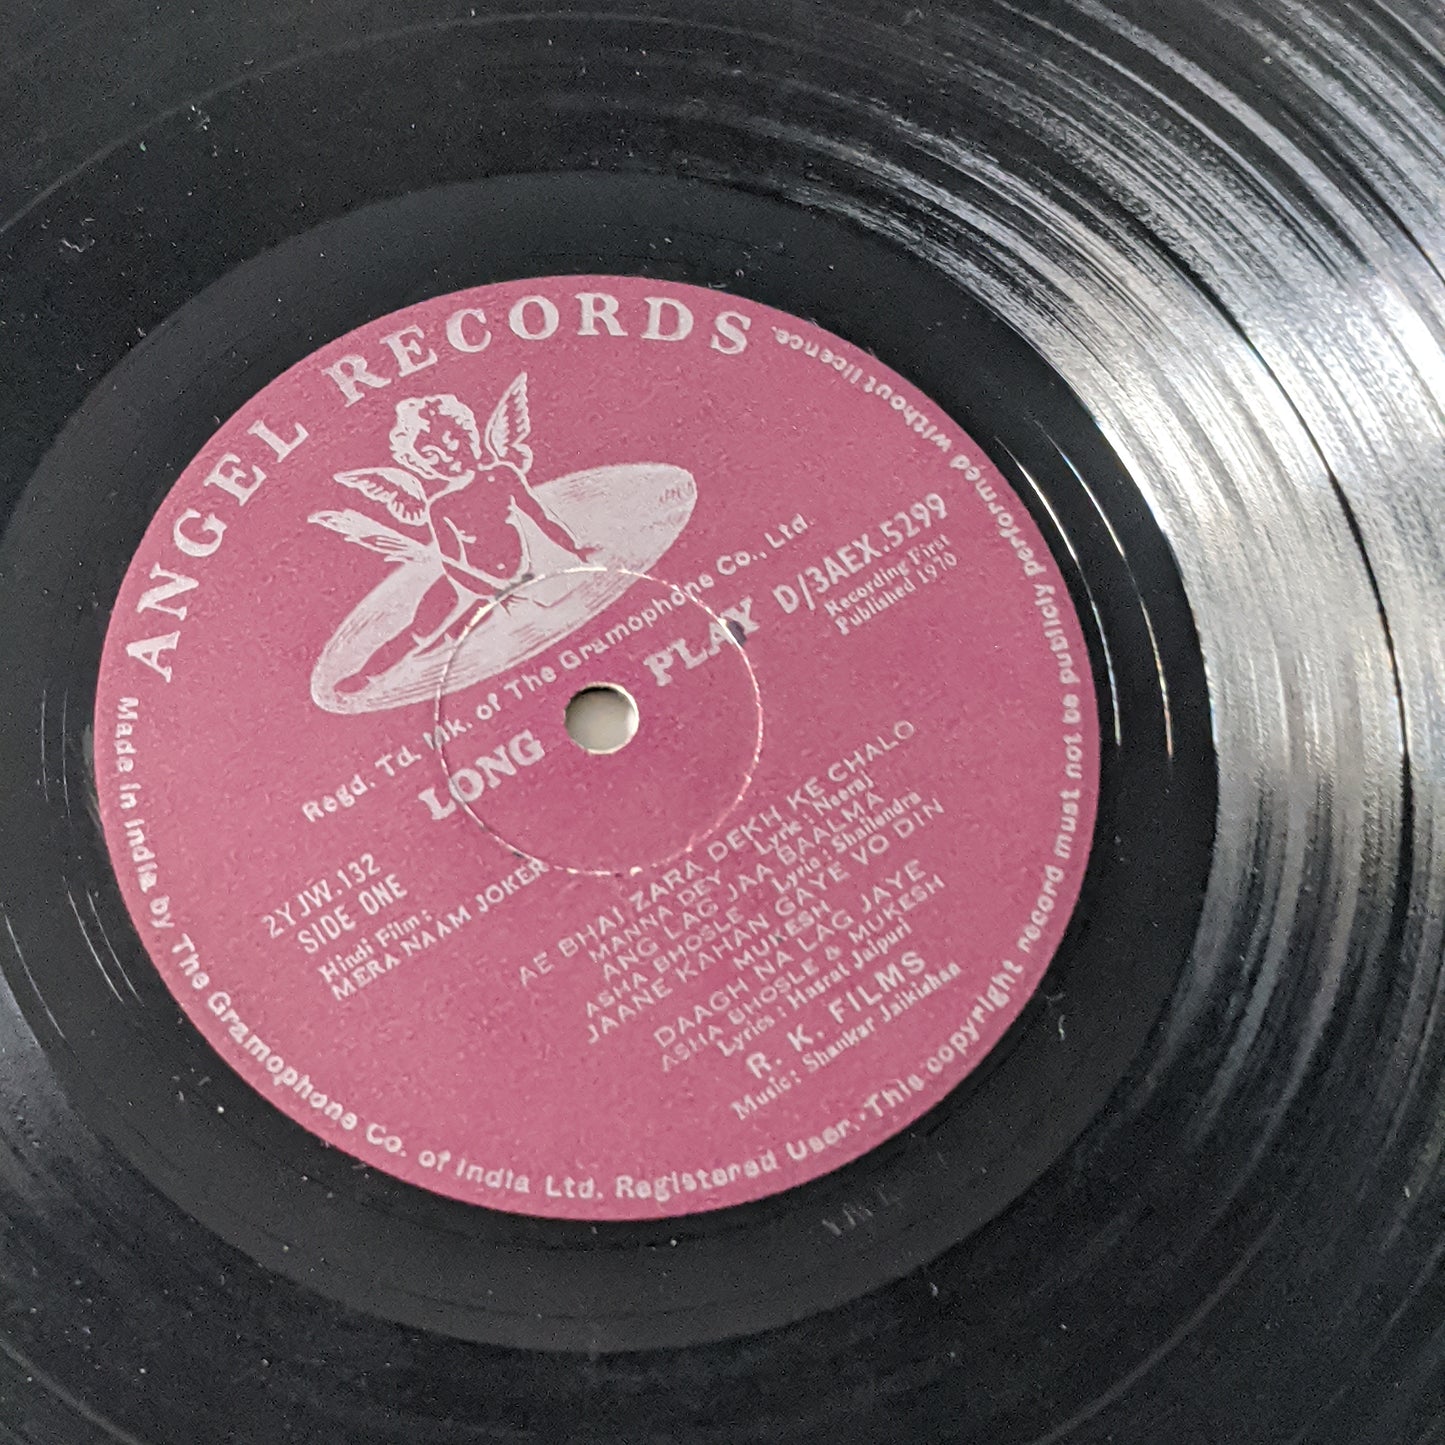 ANGEL RECORDS
Regd. Td. Mk. of The Gramophone Co., Ltd.
LONG PLAY
D/3AEX.5299
Recording First
Published 1970
2YJW.132
SIDE ONE
Hindi Film:
MERA NAAM JOKER
AE BHAI ZARA DEKH KE CHALO
MANNA DEY Lyric: Neeraj
ANG LAG JAA BAALMA
ASHA BHOSLE Lyric: Shailendra
JAANE KAHAN GAYE VO DIN
MUKESH
DAAGH NA LAG JAYE
ASHA BHOSLE & MUKESH
Lyrics: Hasrat Jaipuri
R. K. FILMS
Music: Shankar Jaikishan
Made in India by The Gramophone Co. of India Ltd. Registered User. This copyright record must not be publicly performed without licence.